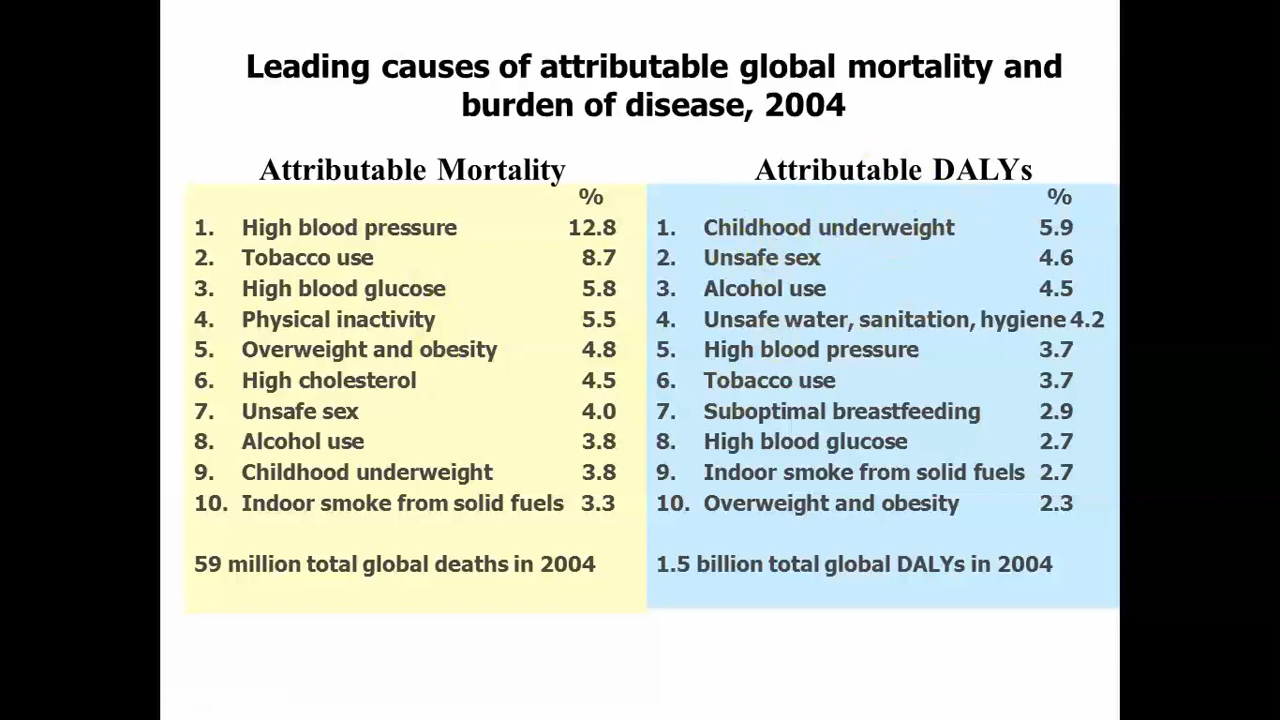 Leading causes of attributable global mortality and
burden of disease, 2004
Attributable Mortality
%
1. High blood pressure 12.8
2. Tobacco use 8.7
3. High blood glucose 5.8
4. Physical inactivity 5.5
5. Overweight and obesity 4.8
6. High cholesterol 4.5
7. Unsafe sex 4.0
8. Alcohol use 3.8
9. Childhood underweight 3.8
10. Indoor smoke from solid fuels 3.3
59 million total global deaths in 2004
Attributable DALYs
%
1. Childhood underweight 5.9
2. Unsafe sex 4.6
3. Alcohol use 4.5
4. Unsafe water, sanitation, hygiene 4.2
5. High blood pressure 3.7
6. Tobacco use 3.7
7. Suboptimal breastfeeding 2.9
8. High blood glucose 2.7
9. Indoor smoke from solid fuels 2.7
10. Overweight and obesity 2.3
1.5 billion total global DALYs in 2004